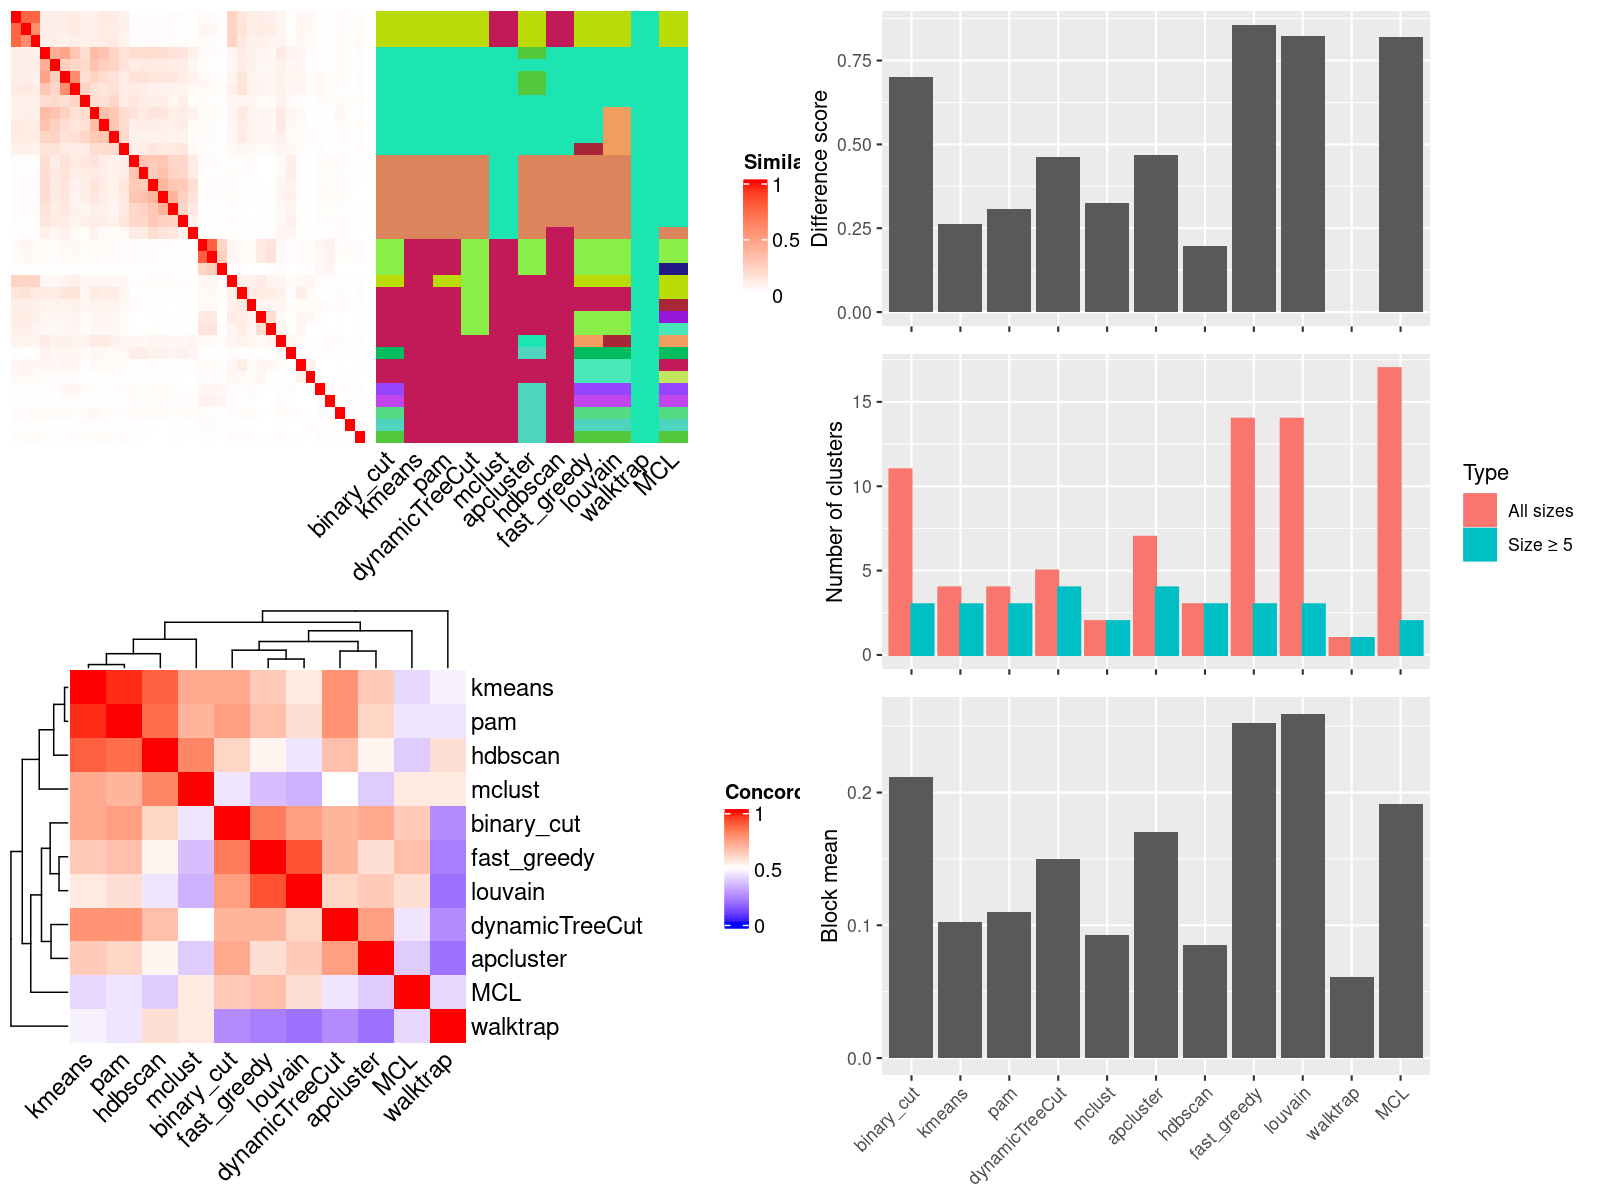 Simila
1
0.5
0
binary_cut
kmeans
pam
dynamicTreeCut
mclust
apcluster
hdbscan
fast_greedy
louvain
walktrap
MCL
kmeans
pam
hdbscan
mclust
binary_cut
fast_greedy
louvain
dynamicTreeCut
apcluster
MCL
walktrap
kmeans
pam
hdbscan
mclust
binary_cut
fast_greedy
louvain
dynamicTreeCut
apcluster
MCL
walktrap
Concord
1
0.5
0
Difference score
0.75
0.50
0.25
0.00
Number of clusters
15
10
5
0
Type
All sizes
Size ≥ 5
Block mean
0.2
0.1
0.0
binary_cut
kmeans
pam
dynamicTreeCut
mclust
apcluster
hdbscan
fast_greedy
louvain
walktrap
MCL